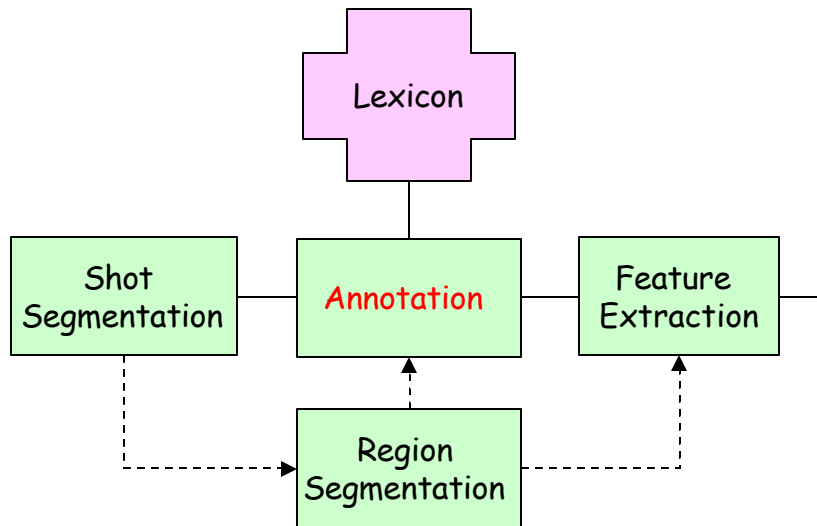 Lexicon
Shot
Segmentation
Annotation
Feature
Extraction
Region
Segmentation